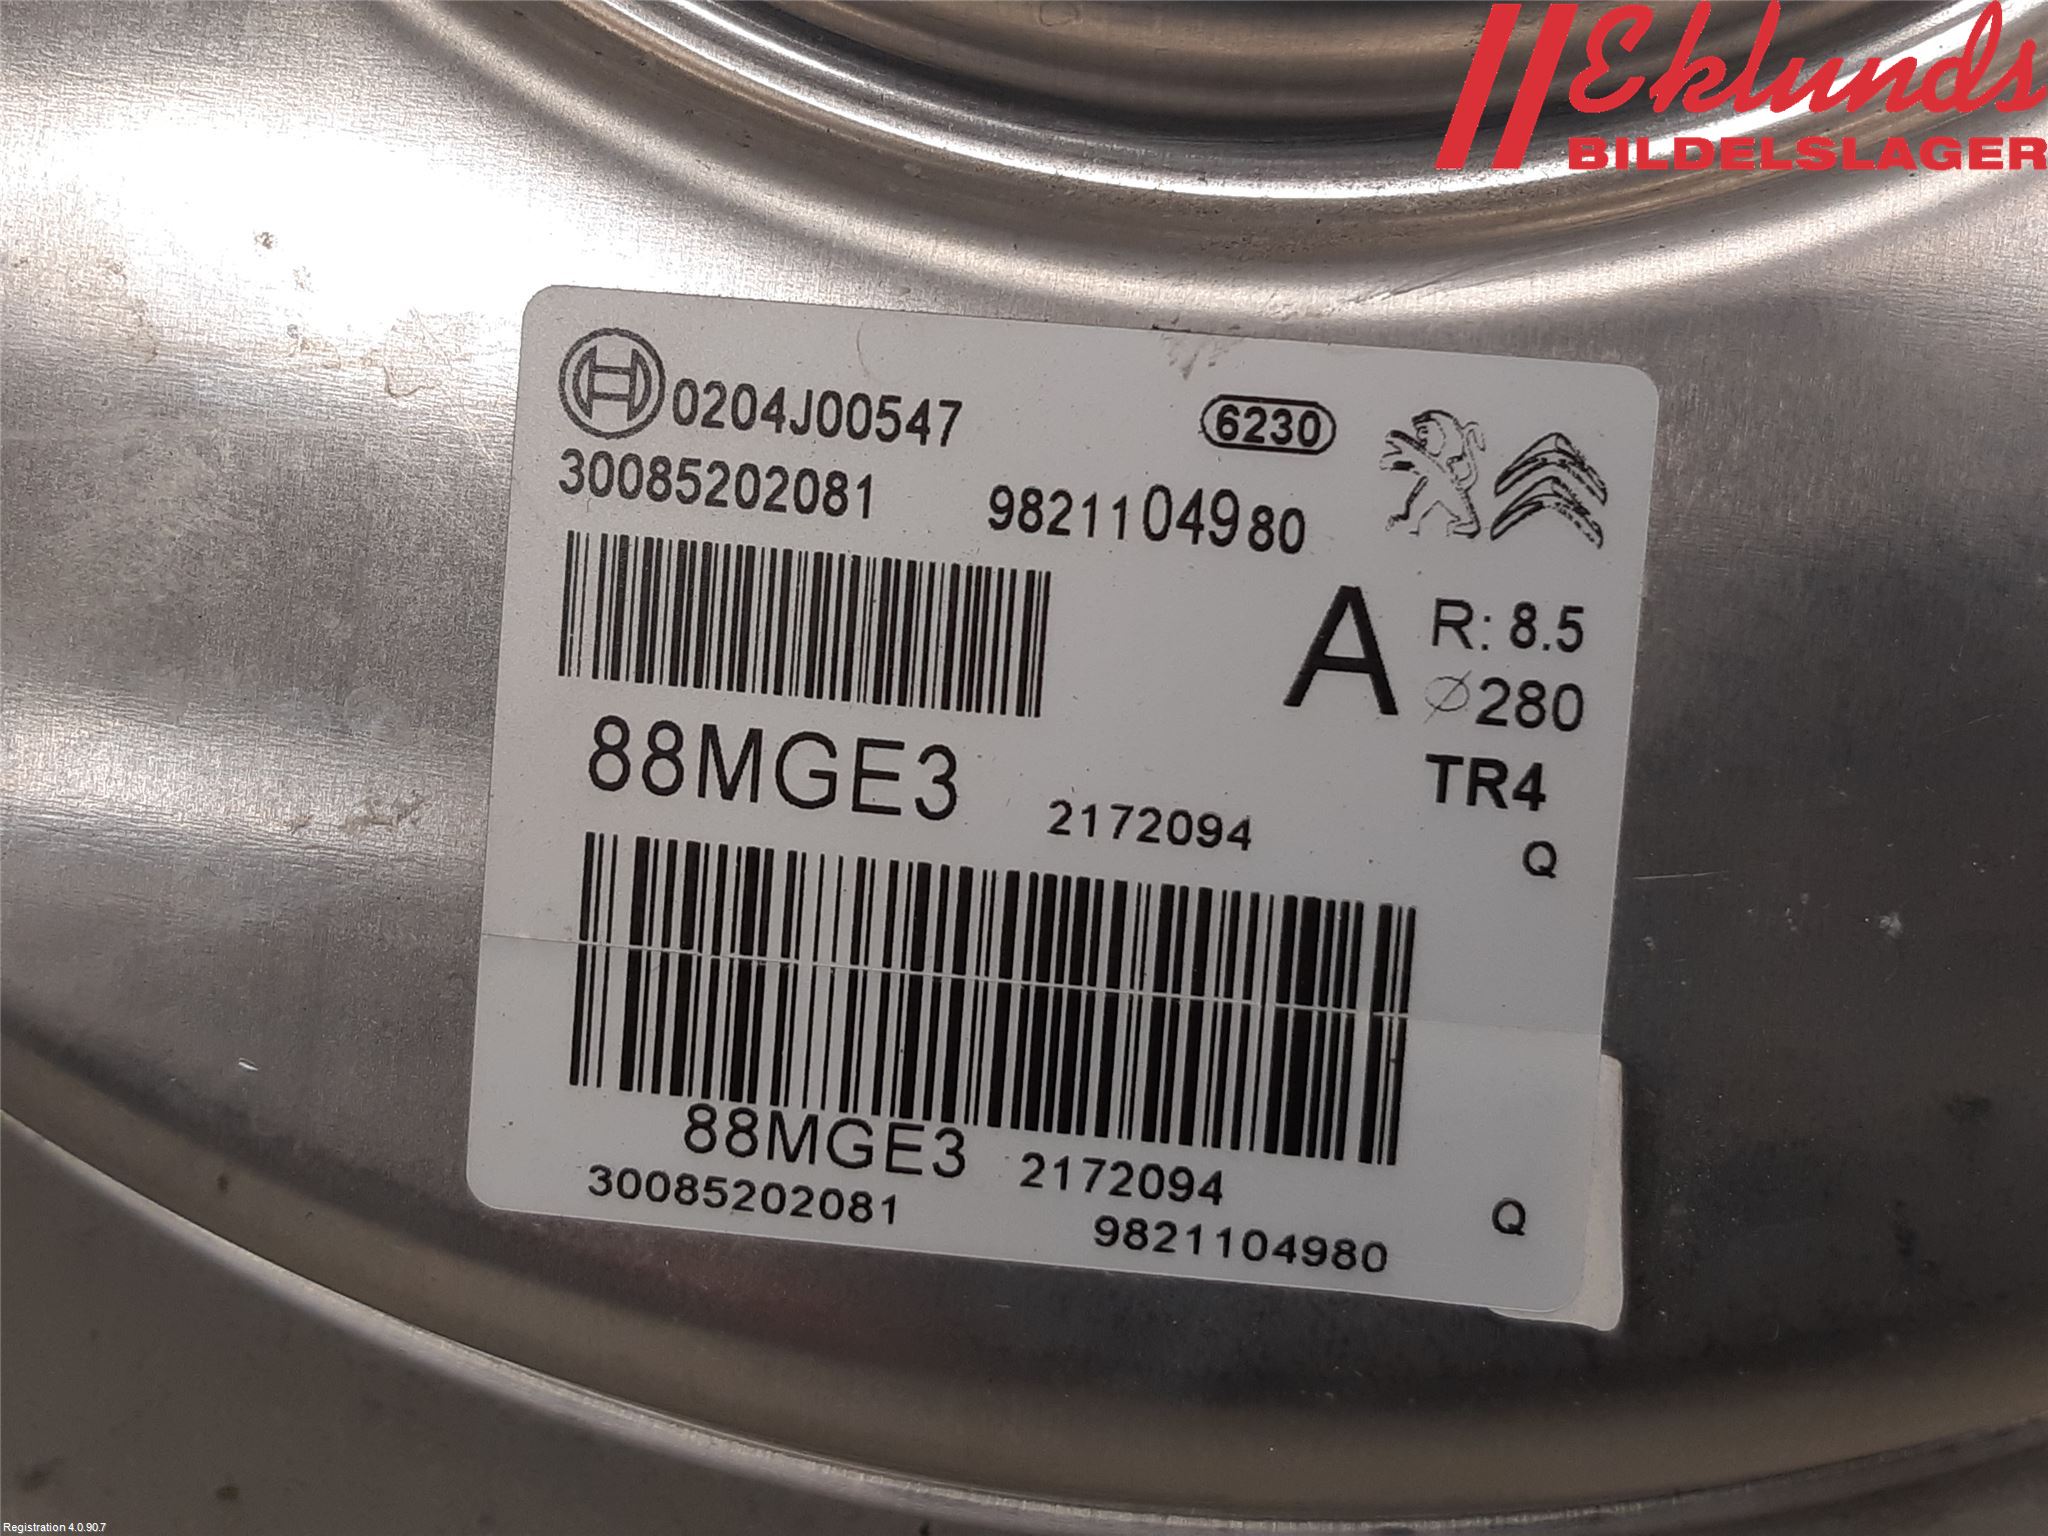 Eklunds
BILDELSLAGER
0204J00547
6230
30085202081
9821104980
A
R: 8.5
Ø280
TR4
88MGE3
2172094
Q
88MGE3
2172094
30085202081
9821104980
Q
Registration 4.0.90.7